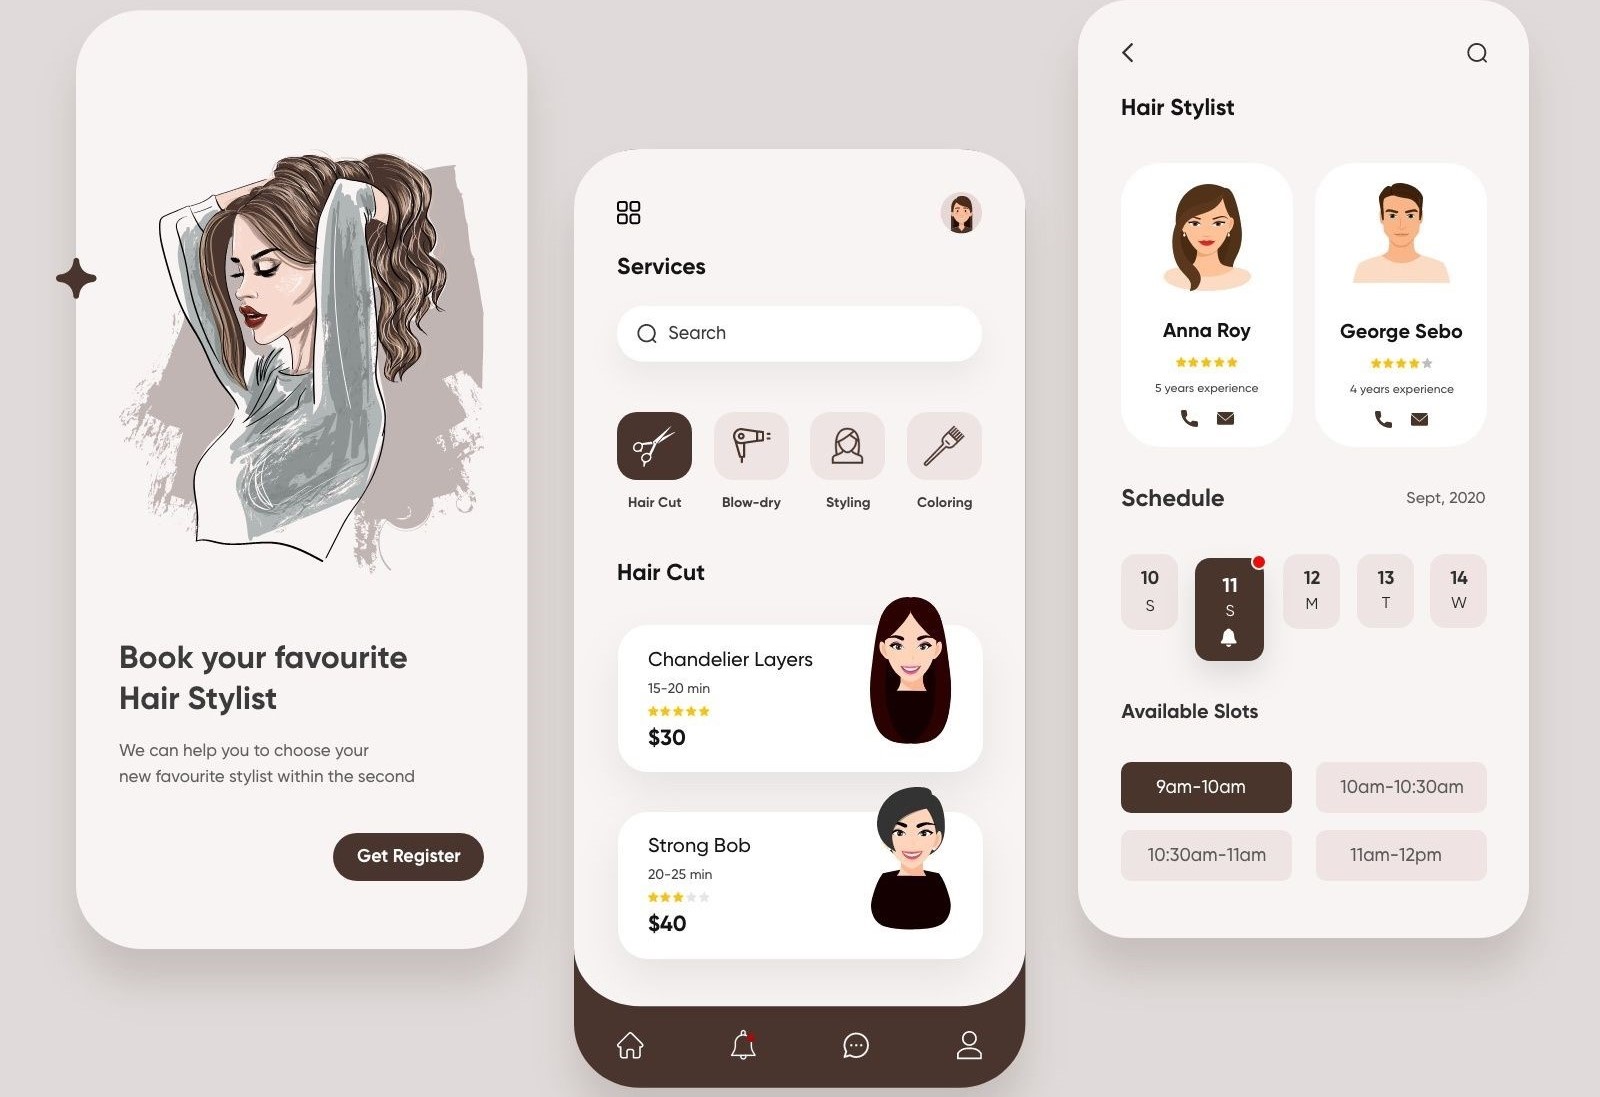 Book your favourite
Hair Stylist
We can help you to choose your
new favourite stylist within the second
Get Register
Services
Search
Hair Cut
Blow-dry
Styling
Coloring
Hair Cut
Chandelier Layers
15-20 min
$30
Strong Bob
20-25 min
$40
Hair Stylist
Anna Roy
5 years experience
George Sebo
4 years experience
Schedule
Sept, 2020
10
S
11
S
12
M
13
T
14
W
Available Slots
9am-10am
10am-10:30am
10:30am-11am
11am-12pm